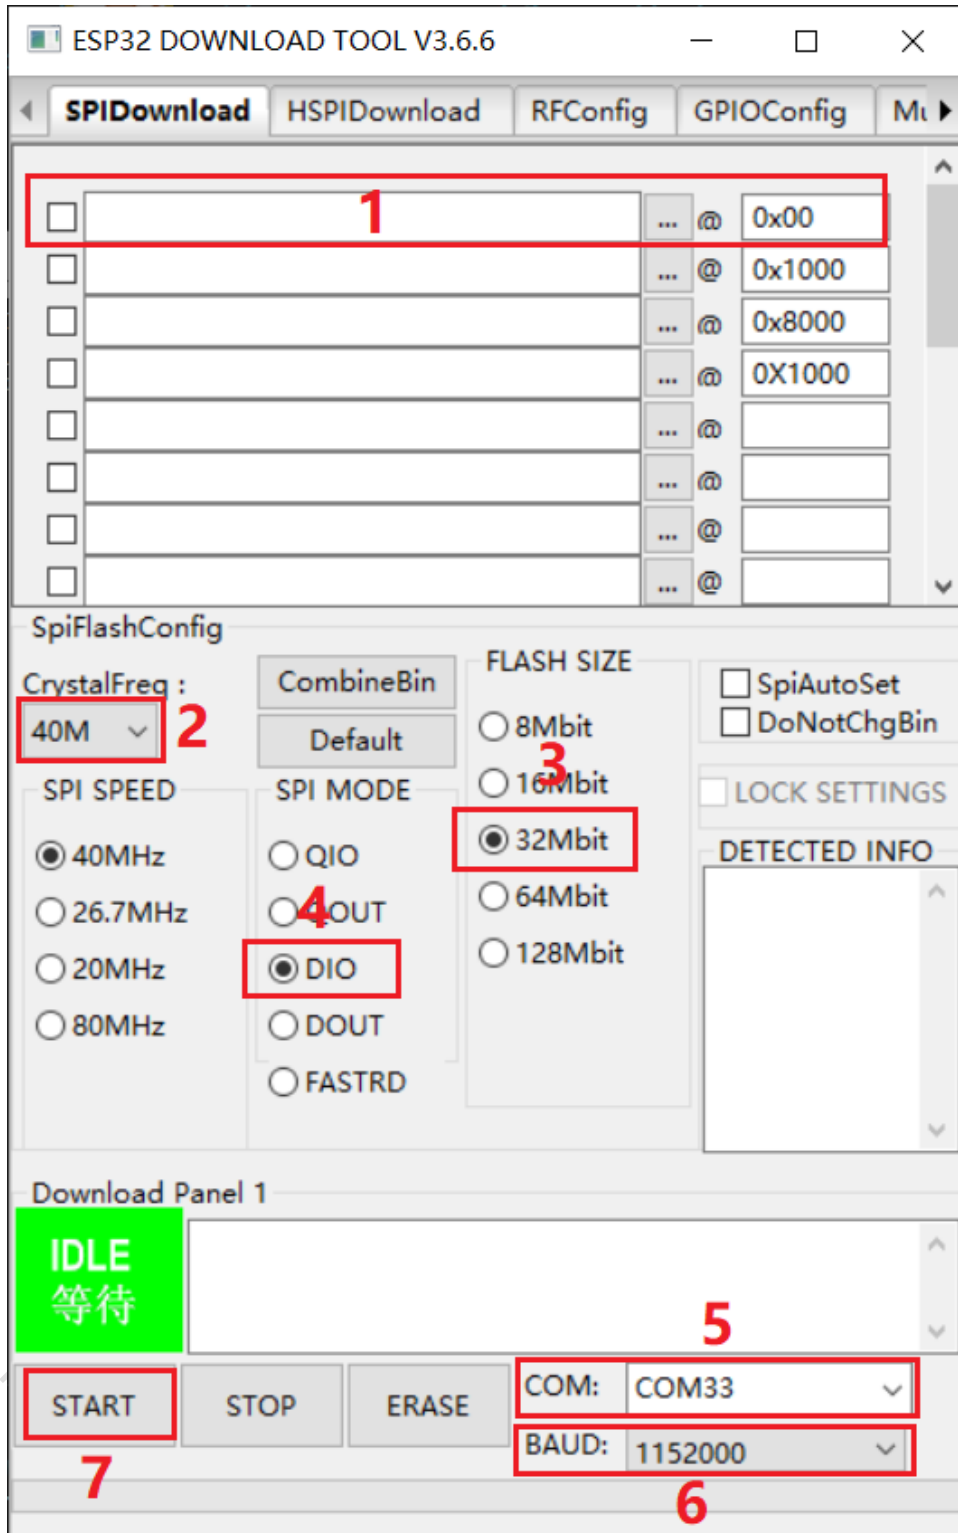 ESP32 DOWNLOAD TOOL V3.6.6
SPIDownload HSPIDownload RFConfig GPIOConfig Mu
1
... @ 0x00
... @ 0x1000
... @ 0x8000
... @ 0X1000
... @
... @
... @
... @
SpiFlashConfig
CrystalFreq :
40M
2
CombineBin
Default
SPI SPEED
40MHz
26.7MHz
20MHz
80MHz
SPI MODE
QIO
4
QOUT
DIO
DOUT
FASTRD
FLASH SIZE
8Mbit
3
16Mbit
32Mbit
64Mbit
128Mbit
SpiAutoSet
DoNotChgBin
LOCK SETTINGS
DETECTED INFO
Download Panel 1
IDLE
等待
5
START STOP ERASE
COM: COM33
BAUD: 1152000
7
6